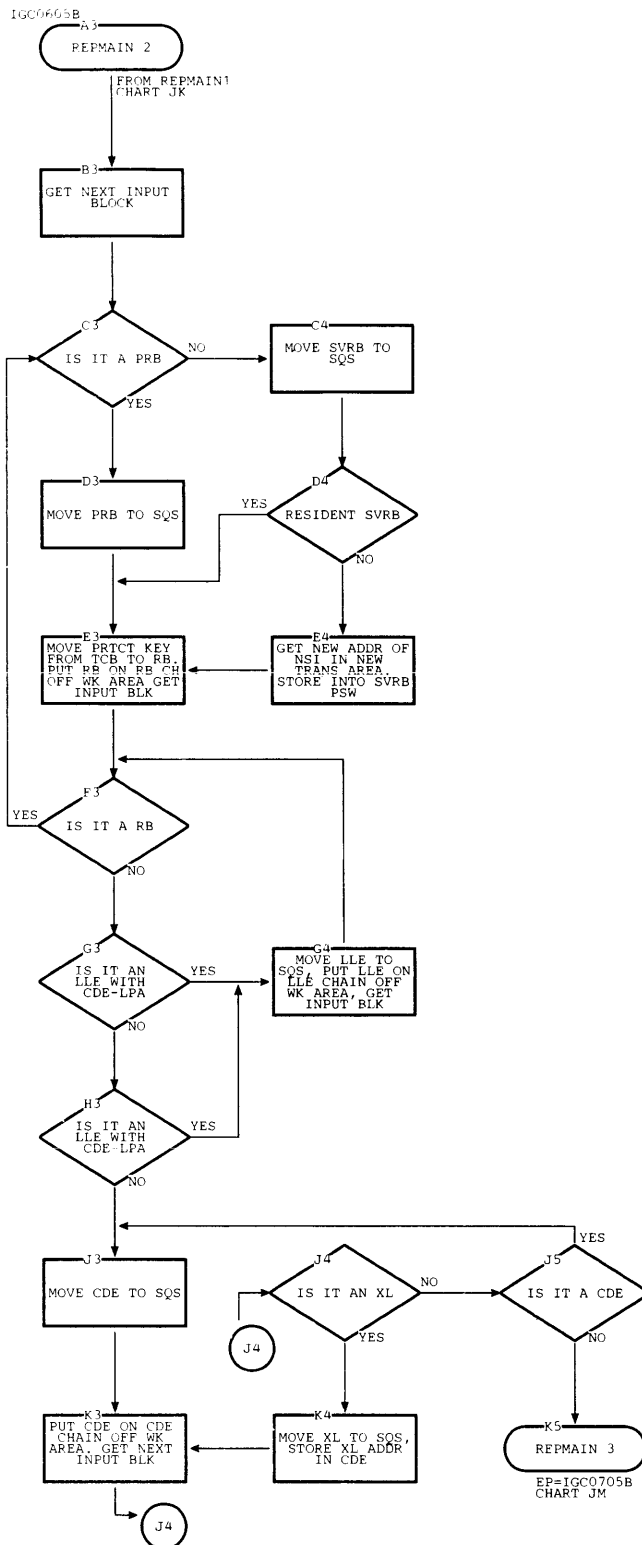 IGC0605B
A3
REPMAIN 2
FROM REPMAIN1
CHART JK
B3
GET NEXT INPUT
BLOCK
C3
IS IT A PRB
NO
YES
C4
MOVE SVRB TO
SQS
D3
MOVE PRB TO SQS
D4
YES
RESIDENT SVRB
NO
E3
MOVE PRTCT KEY
FROM TCB TO RB.
PUT RB ON RB CH
OFF WK AREA GET
INPUT BLK
E4
GET NEW ADDR OF
NSI IN NEW
TRANS AREA.
STORE INTO SVRB
PSW
F3
YES
IS IT A RB
NO
G3
IS IT AN
LLE WITH
CDE-LPA
YES
NO
G4
MOVE LLE TO
SQS, PUT LLE ON
LLE CHAIN OFF
WK AREA, GET
INPUT BLK
H3
IS IT AN
LLE WITH
CDE-LPA
YES
NO
J3
MOVE CDE TO SQS
J4
IS IT AN XL
NO
YES
J4
J5
YES
IS IT A CDE
NO
K3
PUT CDE ON CDE
CHAIN OFF WK
AREA. GET NEXT
INPUT BLK
K4
MOVE XL TO SQS,
STORE XL ADDR
IN CDE
K5
REPMAIN 3
EP=IGC0705B
CHART JM
J4